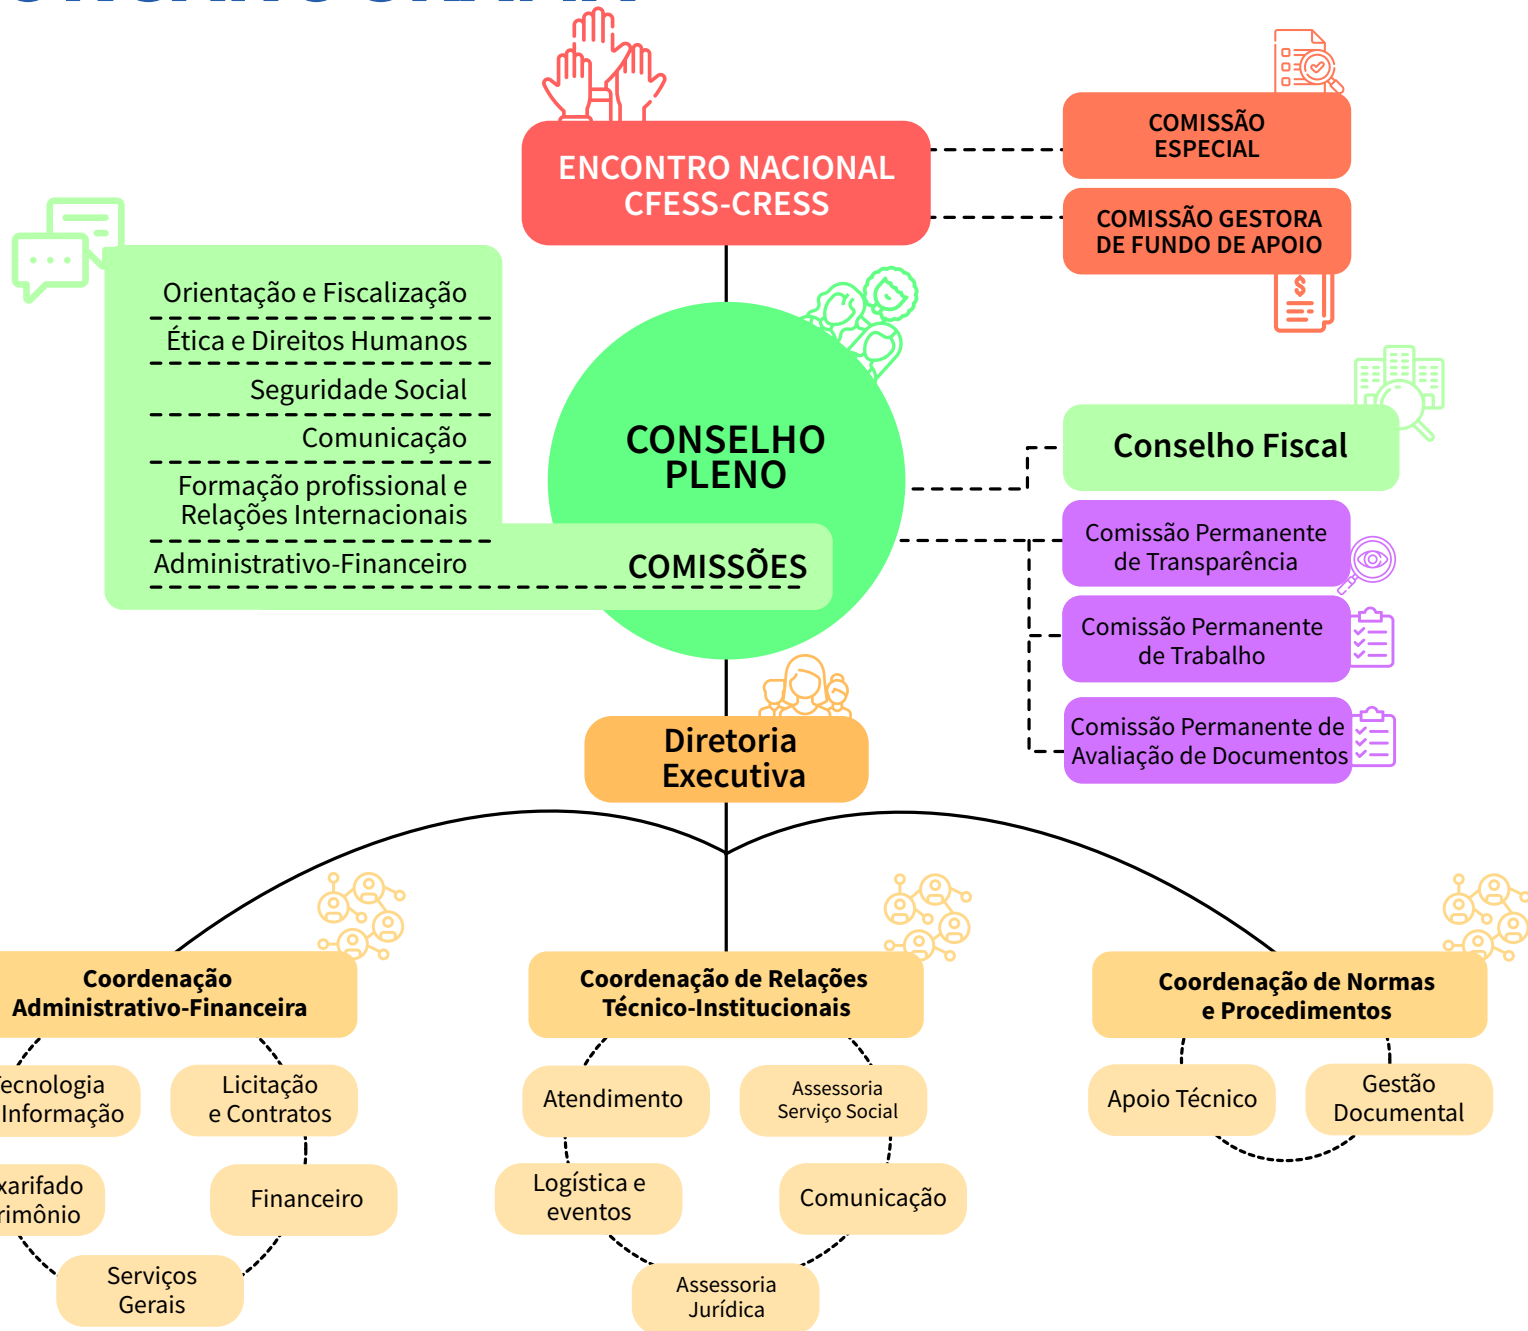 ENCONTRO NACIONAL
CFESS-CRESS
COMISSÃO
ESPECIAL
COMISSÃO GESTORA
DE FUNDO DE APOIO
Orientação e Fiscalização
Ética e Direitos Humanos
Seguridade Social
Comunicação
Formação profissional e
Relações Internacionais
Administrativo-Financeiro
COMISSÕES
CONSELHO
PLENO
Conselho Fiscal
Comissão Permanente
de Transparência
Comissão Permanente
de Trabalho
Comissão Permanente de
Avaliação de Documentos
Diretoria
Executiva
Coordenação
Administrativo-Financeira
ecnologia
Informação
Licitação
e Contratos
xarifado
rimônio
Financeiro
Serviços
Gerais
Coordenação de Relações
Técnico-Institucionais
Atendimento
Assessoria
Serviço Social
Logística e
eventos
Comunicação
Assessoria
Jurídica
Coordenação de Normas
e Procedimentos
Apoio Técnico
Gestão
Documental